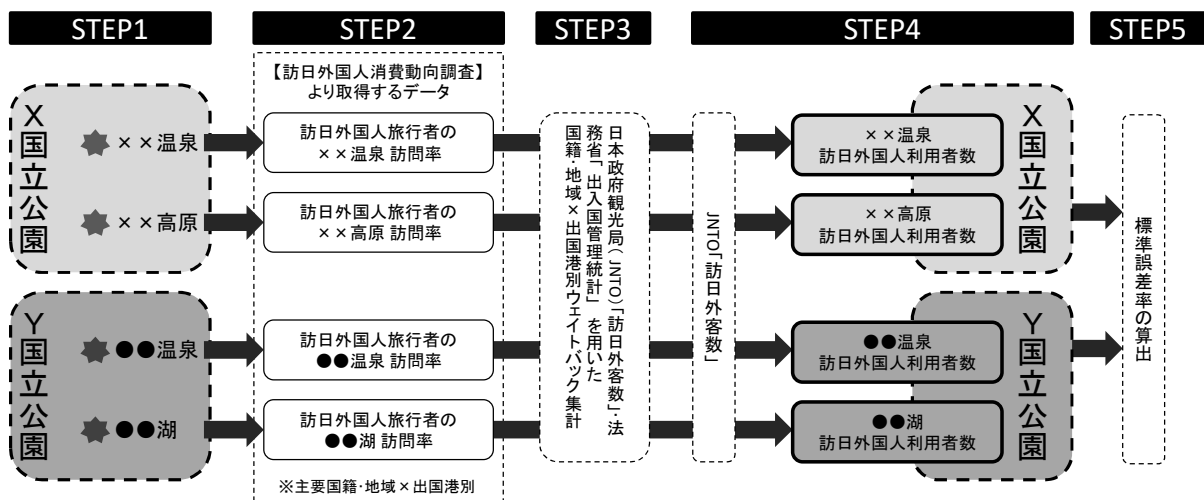 STEP1
STEP2
STEP3
STEP4
STEP5
X国立公園
××温泉
××高原
Y国立公園
●●温泉
●●湖
【訪日外国人消費動向調査】
より取得するデータ
訪日外国人旅行者の
××温泉 訪問率
訪日外国人旅行者の
××高原 訪問率
訪日外国人旅行者の
●●温泉 訪問率
訪日外国人旅行者の
●●湖 訪問率
※主要国籍・地域×出国港別
日本政府観光局(JNTO)「訪日外客数」・法
務省「出入国管理統計」を用いた
国籍・地域×出国港別ウェイトバック集計
JNTO「訪日外客数」
××温泉
訪日外国人利用者数
××高原
訪日外国人利用者数
X国立公園
●●温泉
訪日外国人利用者数
●●湖
訪日外国人利用者数
Y国立公園
標準誤差率の算出